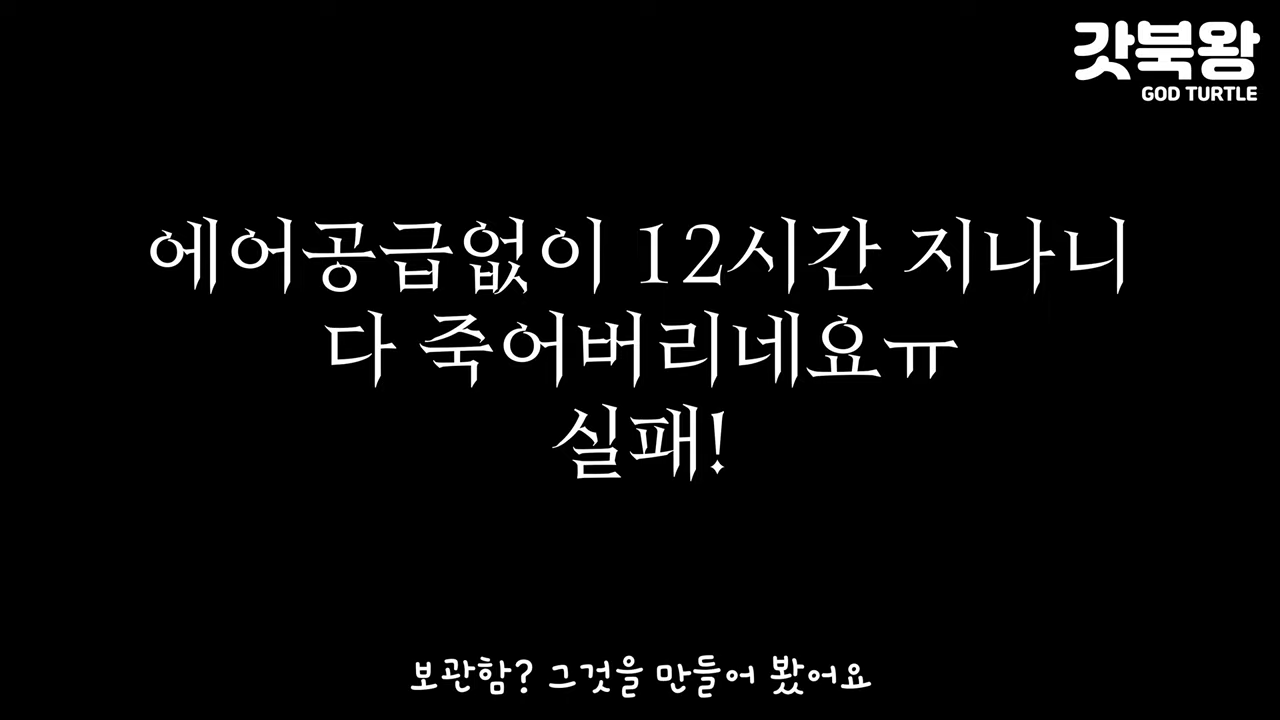 갓북왕
GOD TURTLE
에어공급없이 12시간 지나니
다 죽어버리네요ㅠ
실패!
보관함? 그것을 만들어 봤어요